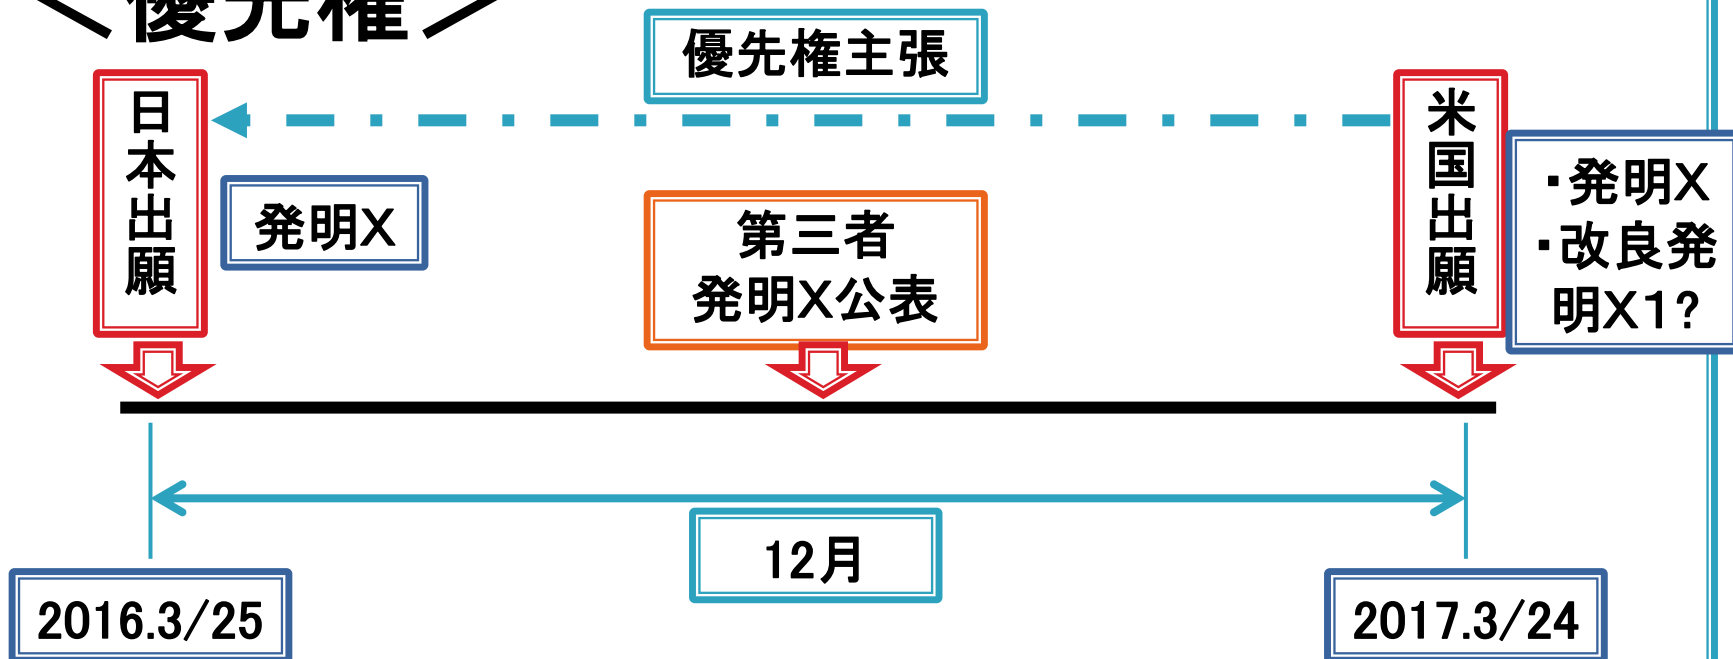 ＜優先権＞
優先権主張
日本出願
米国出願
発明X
・発明X
・改良発
明X1?
第三者
発明X公表
12月
2016.3/25
2017.3/24